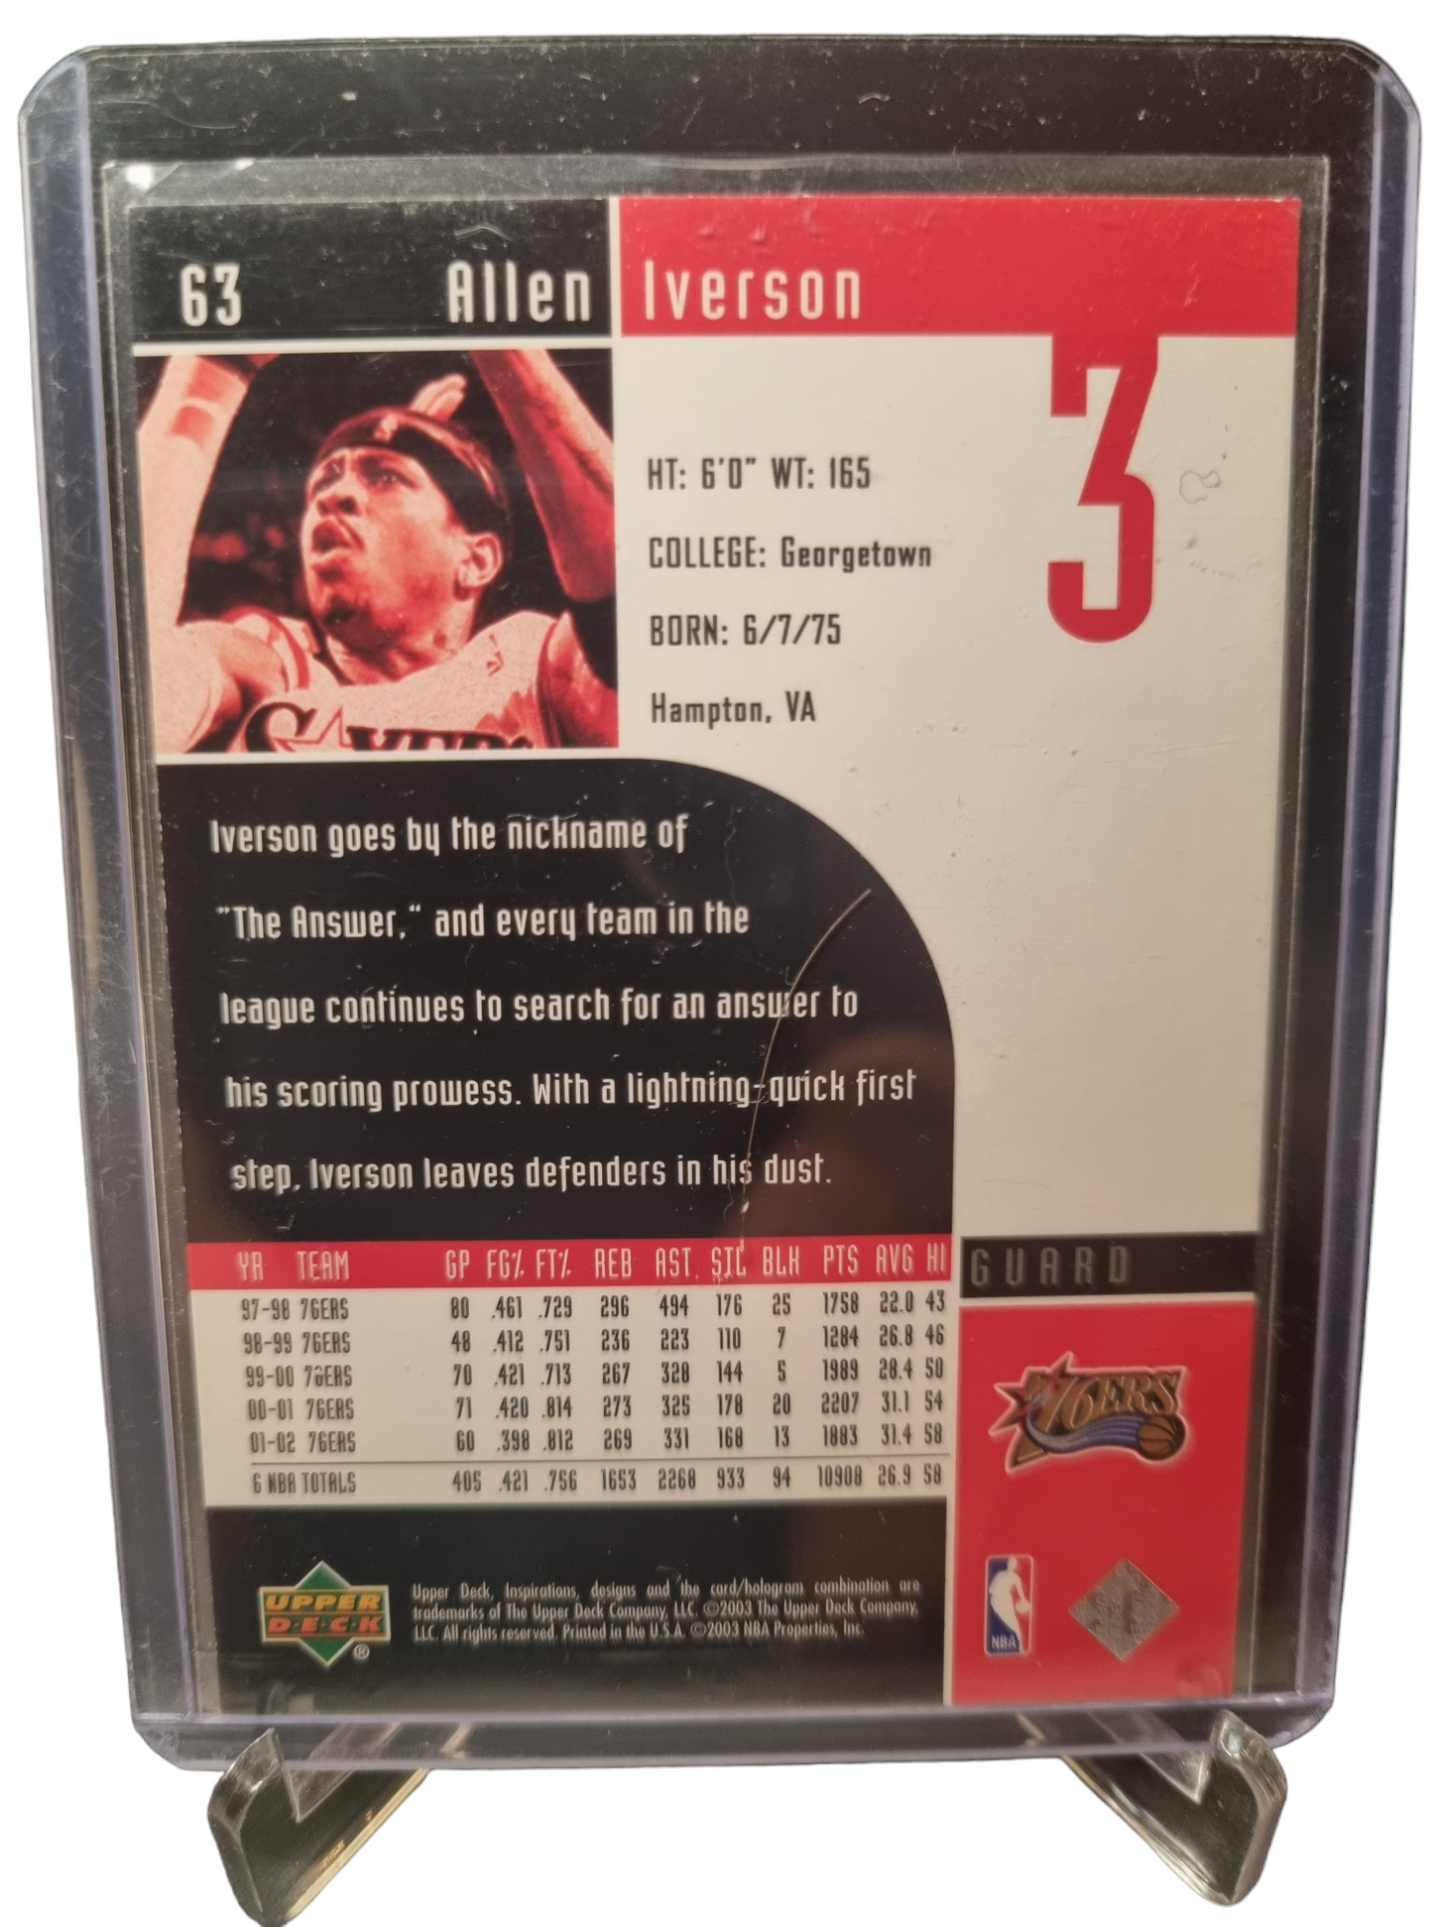 63 Allen Iverson
3
HT: 6'0" WT: 165
COLLEGE: Georgetown
BORN: 6/7/75
Hampton, VA
SIXERS
Iverson goes by the nickname of
"The Answer," and every team in the
league continues to search for an answer to
his scoring prowess. With a lightning-quick first
step, Iverson leaves defenders in his dust.
YR TEAM GP FG% FT% REB AST STL BLK PTS AVG HI
97-98 76ERS 80 .461 .729 296 494 176 25 1758 22.0 43
98-99 76ERS 48 .412 .751 236 223 110 7 1284 26.8 46
99-00 76ERS 70 .421 .713 267 328 144 5 1989 28.4 50
00-01 76ERS 71 .420 .814 273 325 178 20 2207 31.1 54
01-02 76ERS 60 .398 .812 269 331 168 13 1883 31.4 58
6 NBA TOTALS 405 .421 .756 1653 2268 933 94 10908 26.9 58
GUARD
76ERS
UPPER
DECK
®
Upper Deck, Inspirations, designs and the card/hologram combination are
trademarks of The Upper Deck Company, LLC. ©2003 The Upper Deck Company,
LLC. All rights reserved. Printed in the U.S.A. ©2003 NBA Properties, Inc.
NBA